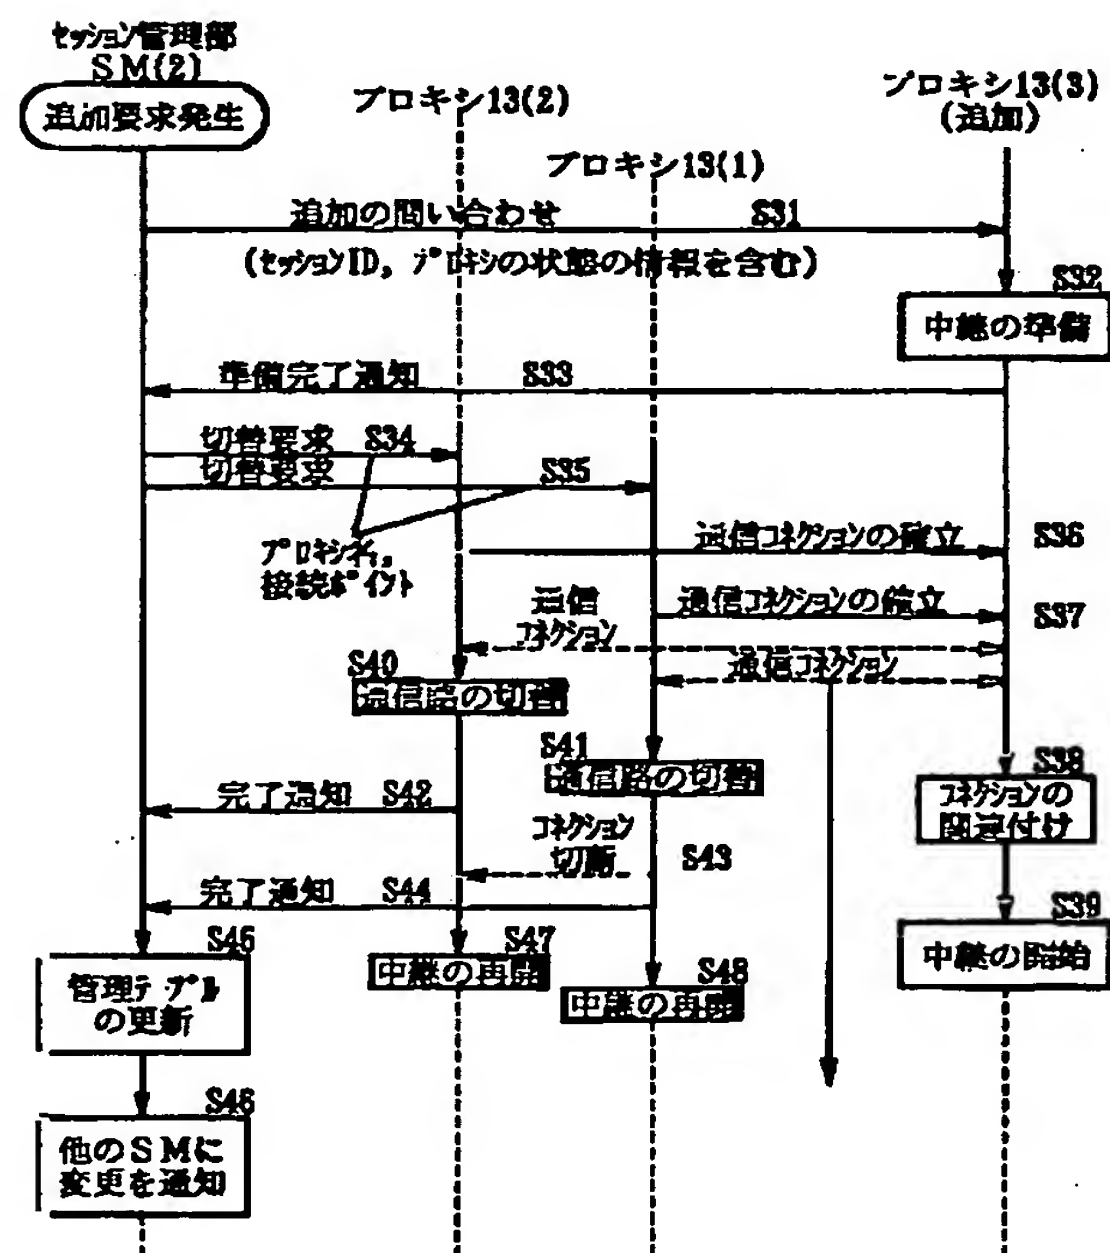 セッション管理部
SM(2)
追加要求発生
プロキシ13(2)
プロキシ13(1)
プロキシ13(3)
(追加)
追加の問い合わせ S31
(セッションID, プロキシの状態の情報を含む)
S32
中継の準備
準備完了通知 S33
切替要求 S34
切替要求 S35
プロキシ名,
接続ポイント
通信コネクションの確立 S36
通信コネクションの確立 S37
通信
コネクション
通信コネクション
S40
通信路の切替
S41
通信路の切替
S38
コネクションの
関連付け
完了通知 S42
コネクション
切断 S43
完了通知 S44
S39
中継の開始
S45
管理テーブル
の更新
S47
中継の再開
S48
中継の再開
S46
他のSMに
変更を通知